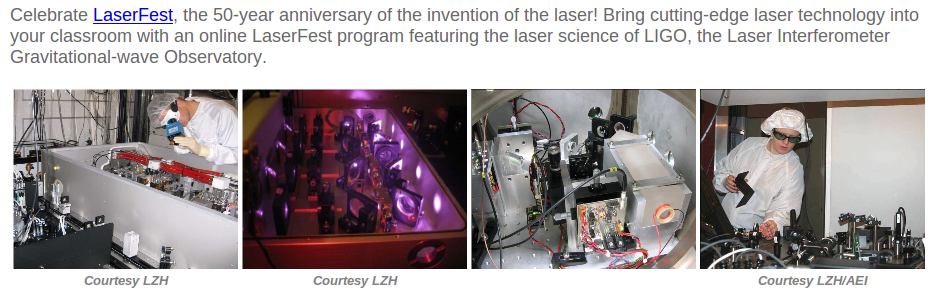 Celebrate LaserFest, the 50-year anniversary of the invention of the laser! Bring cutting-edge laser technology into
your classroom with an online LaserFest program featuring the laser science of LIGO, the Laser Interferometer
Gravitational-wave Observatory.
Courtesy LZH
Courtesy LZH
Courtesy LZH/AEI